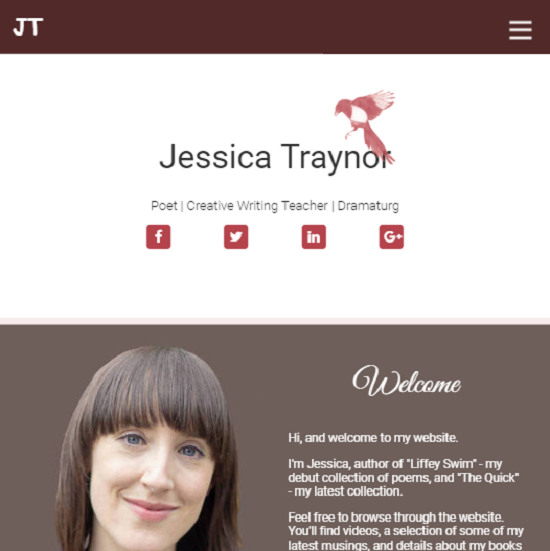 JT
Jessica Traynor
Poet | Creative Writing Teacher | Dramaturg
f in G+
Welcome
Hi, and welcome to my website.
I'm Jessica, author of "Liffey Swim" - my
debut collection of poems, and "The Quick"
- my latest collection.
Feel free to browse through the website.
You'll find videos, a selection of some of my
latest musings, and details about my books